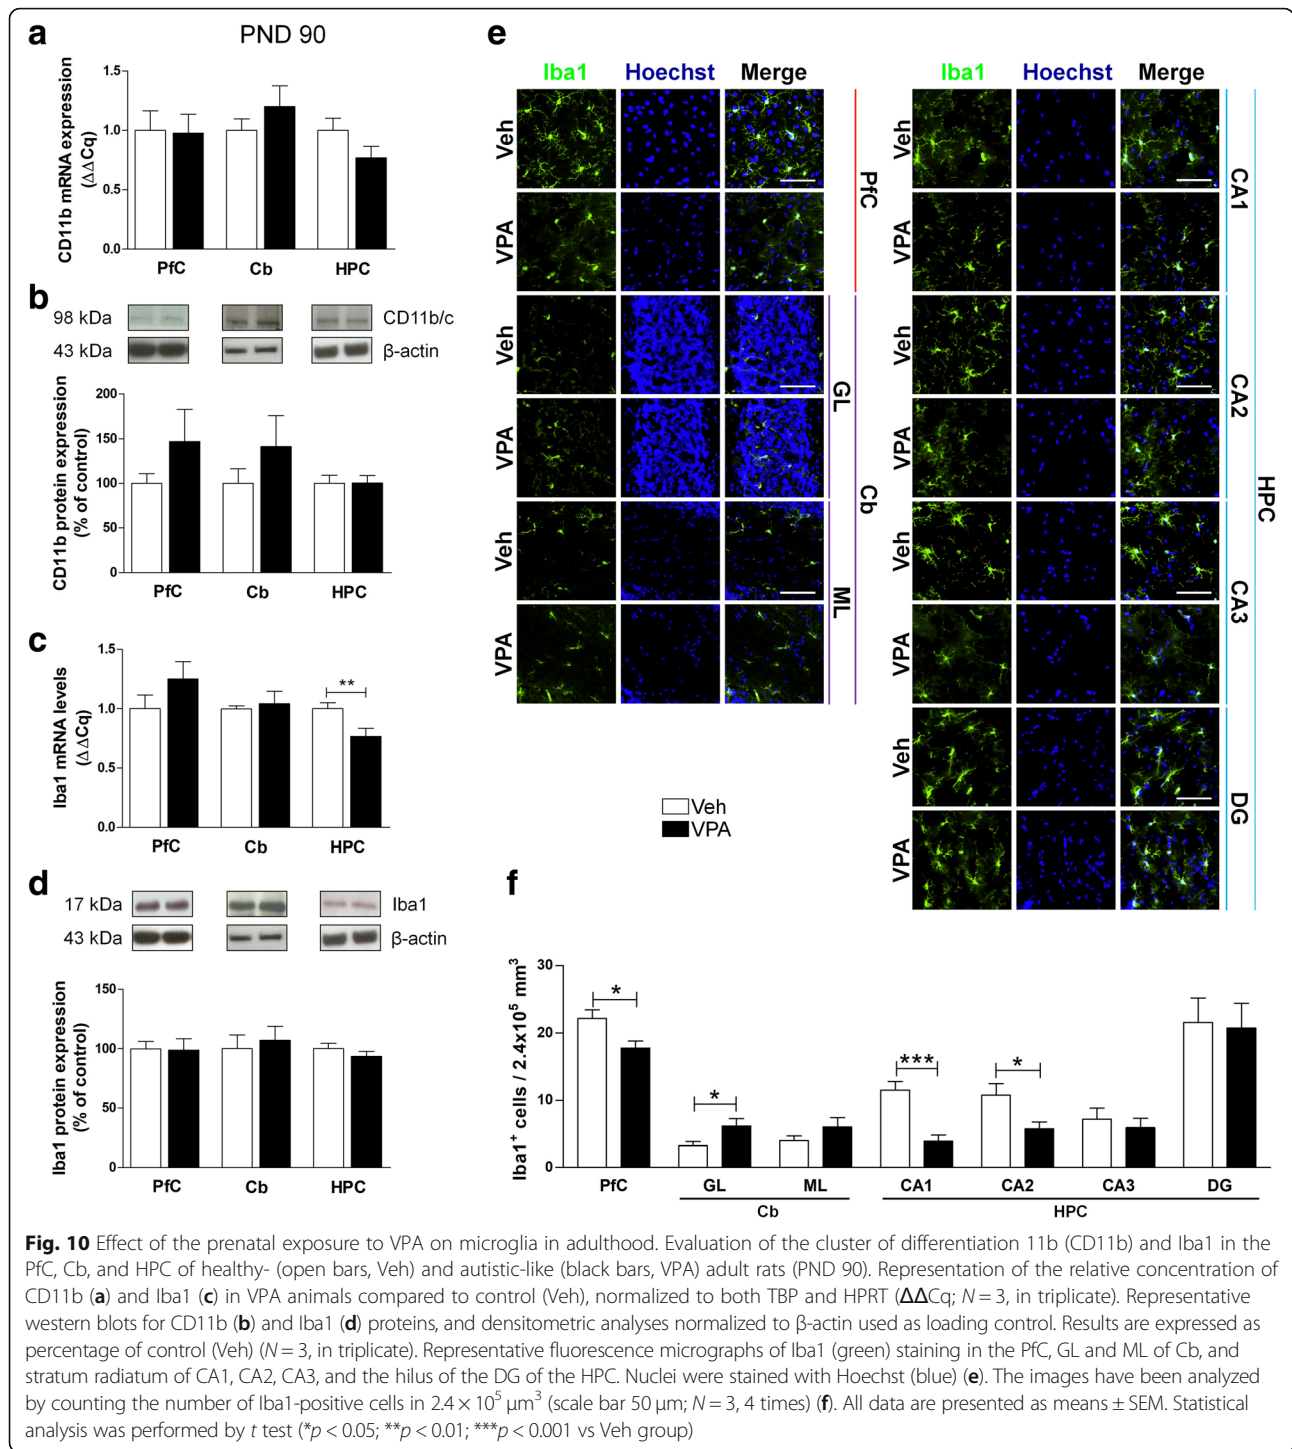 a
PND 90
CD11b mRNA expression
(ΔΔCq)
1.5
1.0
0.5
0.0
PfC Cb HPC
b
98 kDa CD11b/c
43 kDa β-actin
CD11b protein expression
(% of control)
200
150
100
50
0
PfC Cb HPC
c
Iba1 mRNA levels
(ΔΔCq)
1.5
1.0
0.5
0.0
**
PfC Cb HPC
d
17 kDa Iba1
43 kDa β-actin
Iba1 protein expression
(% of control)
150
100
50
0
PfC Cb HPC
e
Iba1 Hoechst Merge
Veh
VPA
PfC
Veh
VPA
GL
Veh
VPA
ML
Cb
Iba1 Hoechst Merge
Veh
VPA
CA1
Veh
VPA
CA2
Veh
VPA
CA3
Veh
VPA
DG
HPC
Veh
VPA
f
Iba1+ cells / 2.4x10⁵ mm³
30
20
10
0
* * *** *
PfC GL ML CA1 CA2 CA3 DG
Cb HPC
Fig. 10 Effect of the prenatal exposure to VPA on microglia in adulthood. Evaluation of the cluster of differentiation 11b (CD11b) and Iba1 in the
PfC, Cb, and HPC of healthy- (open bars, Veh) and autistic-like (black bars, VPA) adult rats (PND 90). Representation of the relative concentration of
CD11b (a) and Iba1 (c) in VPA animals compared to control (Veh), normalized to both TBP and HPRT (ΔΔCq; N = 3, in triplicate). Representative
western blots for CD11b (b) and Iba1 (d) proteins, and densitometric analyses normalized to β-actin used as loading control. Results are expressed as
percentage of control (Veh) (N = 3, in triplicate). Representative fluorescence micrographs of Iba1 (green) staining in the PfC, GL and ML of Cb, and
stratum radiatum of CA1, CA2, CA3, and the hilus of the DG of the HPC. Nuclei were stained with Hoechst (blue) (e). The images have been analyzed
by counting the number of Iba1-positive cells in 2.4 × 10⁵ μm³ (scale bar 50 μm; N = 3, 4 times) (f). All data are presented as means ± SEM. Statistical
analysis was performed by t test (*p < 0.05; **p < 0.01; ***p < 0.001 vs Veh group)